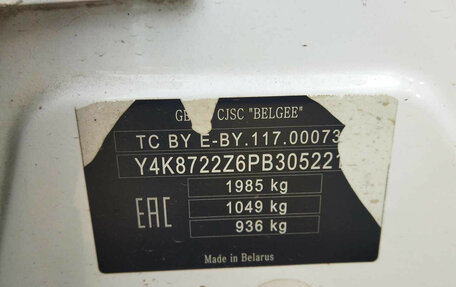 CJSC "BELGEE"
TC BY E-BY.117.00073
Y4K8722Z6PB305221
1985 kg
1049 kg
936 kg
EAC
Made in Belarus